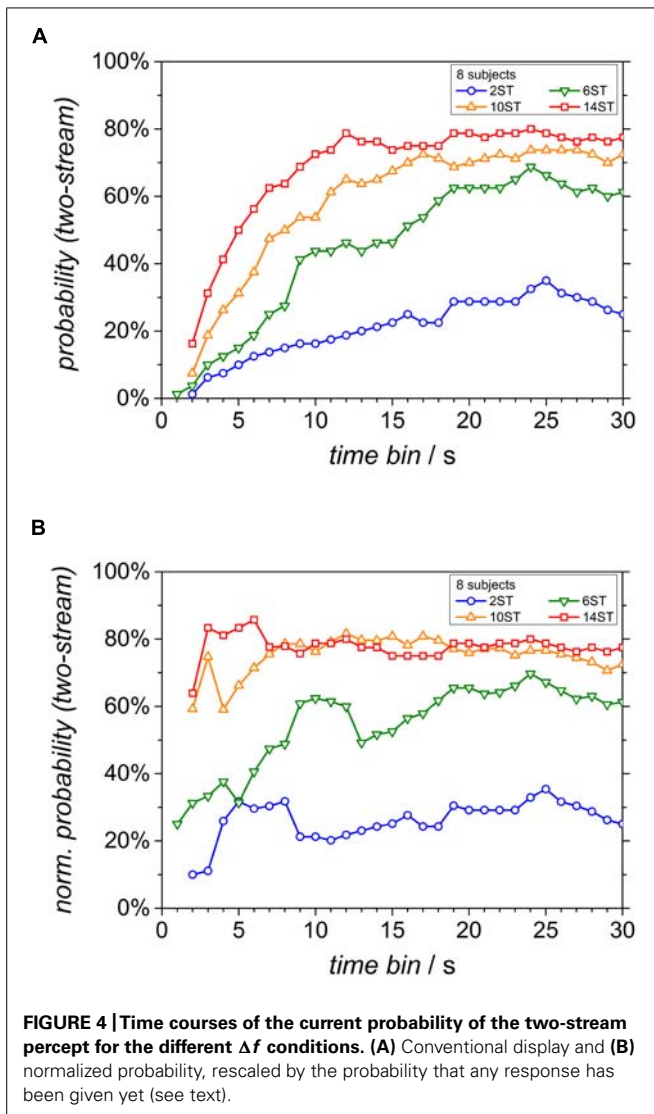 A
100%
80%
60%
40%
20%
0%
probability (two-stream)
8 subjects
2ST 6ST
10ST 14ST
0 5 10 15 20 25 30
time bin / s
B
100%
80%
60%
40%
20%
0%
norm. probability (two-stream)
8 subjects
2ST 6ST
10ST 14ST
0 5 10 15 20 25 30
time bin / s
FIGURE 4 | Time courses of the current probability of the two-stream
percept for the different Δf conditions. (A) Conventional display and (B)
normalized probability, rescaled by the probability that any response has
been given yet (see text).